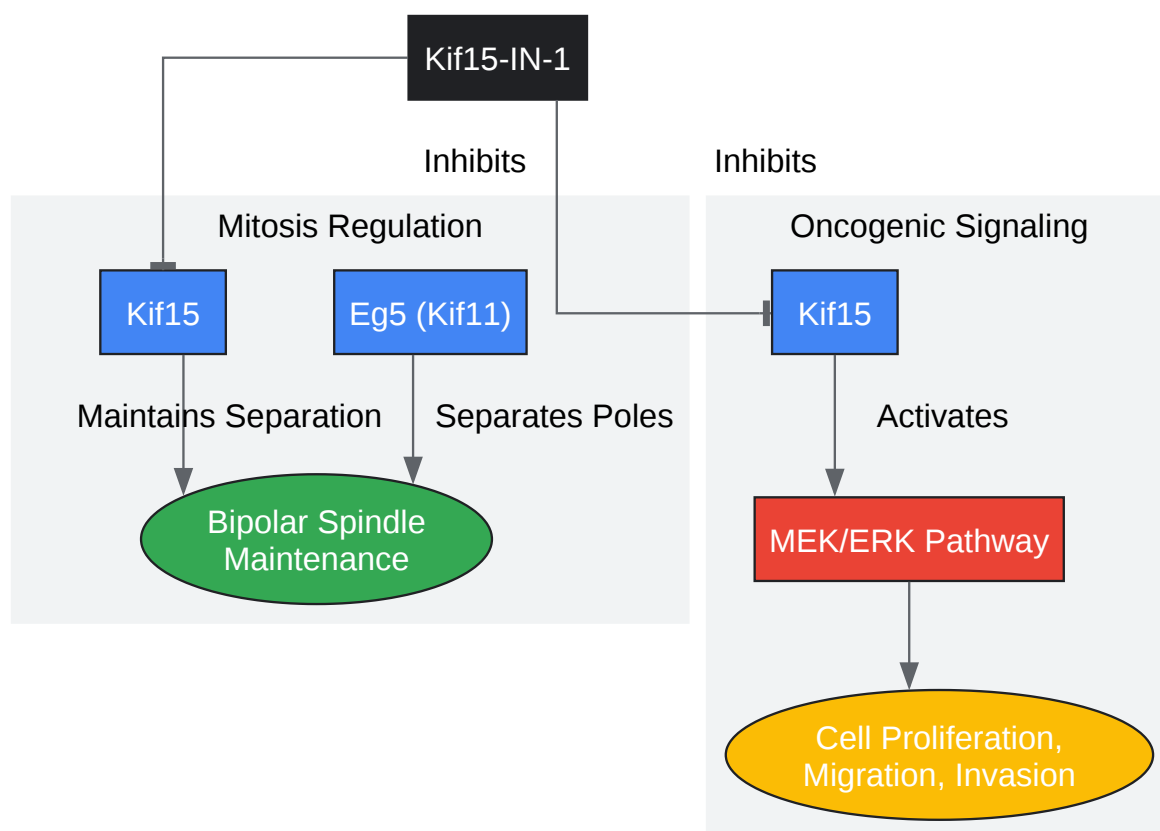 Kif15-IN-1
Inhibits
Inhibits
Mitosis Regulation
Oncogenic Signaling
Kif15
Eg5 (Kif11)
Kif15
Maintains Separation
Separates Poles
Activates
Bipolar Spindle
Maintenance
MEK/ERK Pathway
Cell Proliferation,
Migration, Invasion